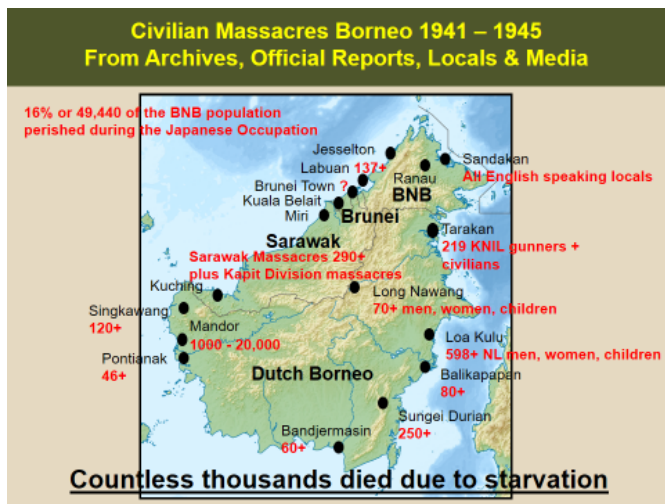 Civilian Massacres Borneo 1941 – 1945
From Archives, Official Reports, Locals & Media
16% or 49,440 of the BNB population
perished during the Japanese Occupation
Jesselton
Labuan 137+
Brunei Town ?
Kuala Belait
Miri
Brunei
BNB
Ranau
Sandakan
All English speaking locals
Tarakan
219 KNIL gunners +
civilians
Sarawak
Sarawak Massacres 290+
plus Kapit Division massacres
Kuching
Long Nawang
70+ men, women, children
Singkawang
120+
Mandor
1000 - 20,000
Pontianak
46+
Loa Kulu
598+ NL men, women, children
Balikapapan
80+
Dutch Borneo
Sungei Durian
250+
Bandjermasin
60+
Countless thousands died due to starvation